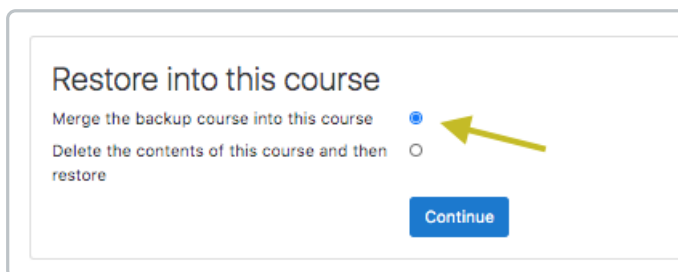 Restore into this course
Merge the backup course into this course
Delete the contents of this course and then
restore
Continue